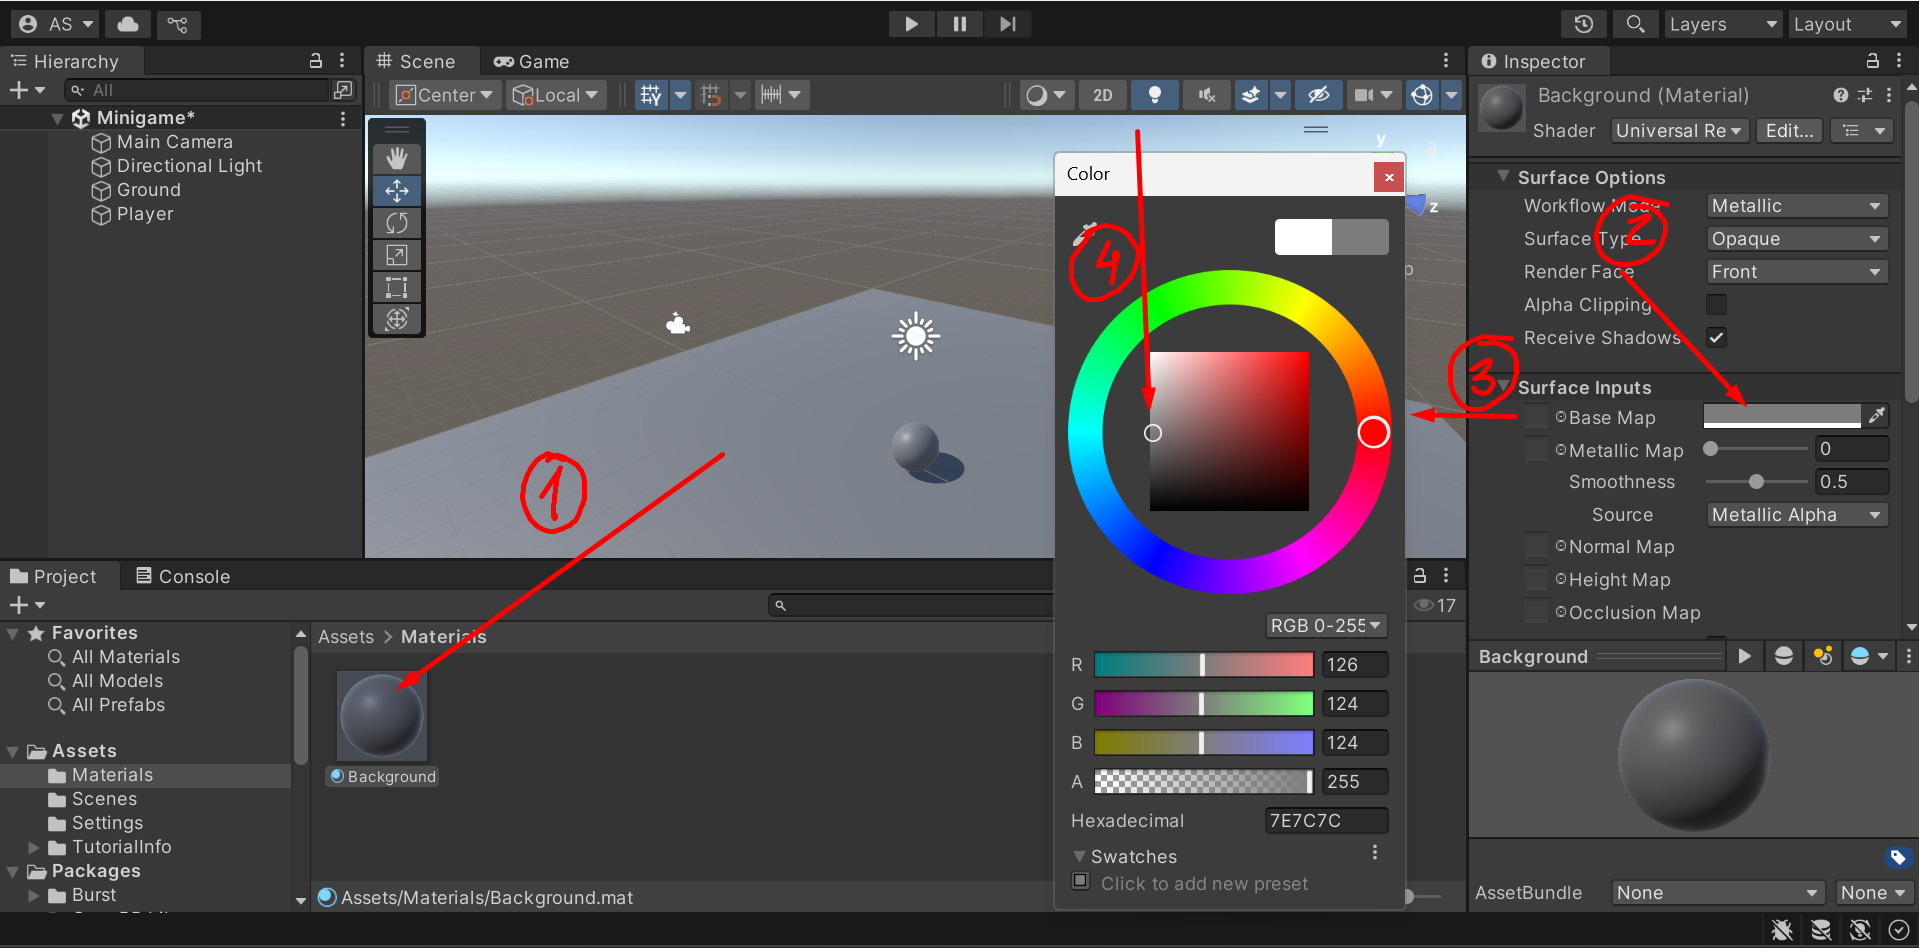 AS
Layers
Layout
Hierarchy
All
Minigame*
Main Camera
Directional Light
Ground
Player
Scene
Game
Center
Local
2D
y
z
Color
4
RGB 0-255
R
126
G
124
B
124
A
255
Hexadecimal
7E7C7C
Swatches
Click to add new preset
1
Inspector
Background (Material)
Shader
Universal Re
Edit...
Surface Options
Workflow Mode
Metallic
2
Surface Type
Opaque
Render Face
Front
Alpha Clipping
Receive Shadows
3
Surface Inputs
Base Map
Metallic Map
0
Smoothness
0.5
Source
Metallic Alpha
Normal Map
Height Map
Occlusion Map
Background
AssetBundle
None
None
Project
Console
17
Favorites
All Materials
All Models
All Prefabs
Assets
Materials
Scenes
Settings
TutorialInfo
Packages
Burst
Assets > Materials
Background
Assets/Materials/Background.mat